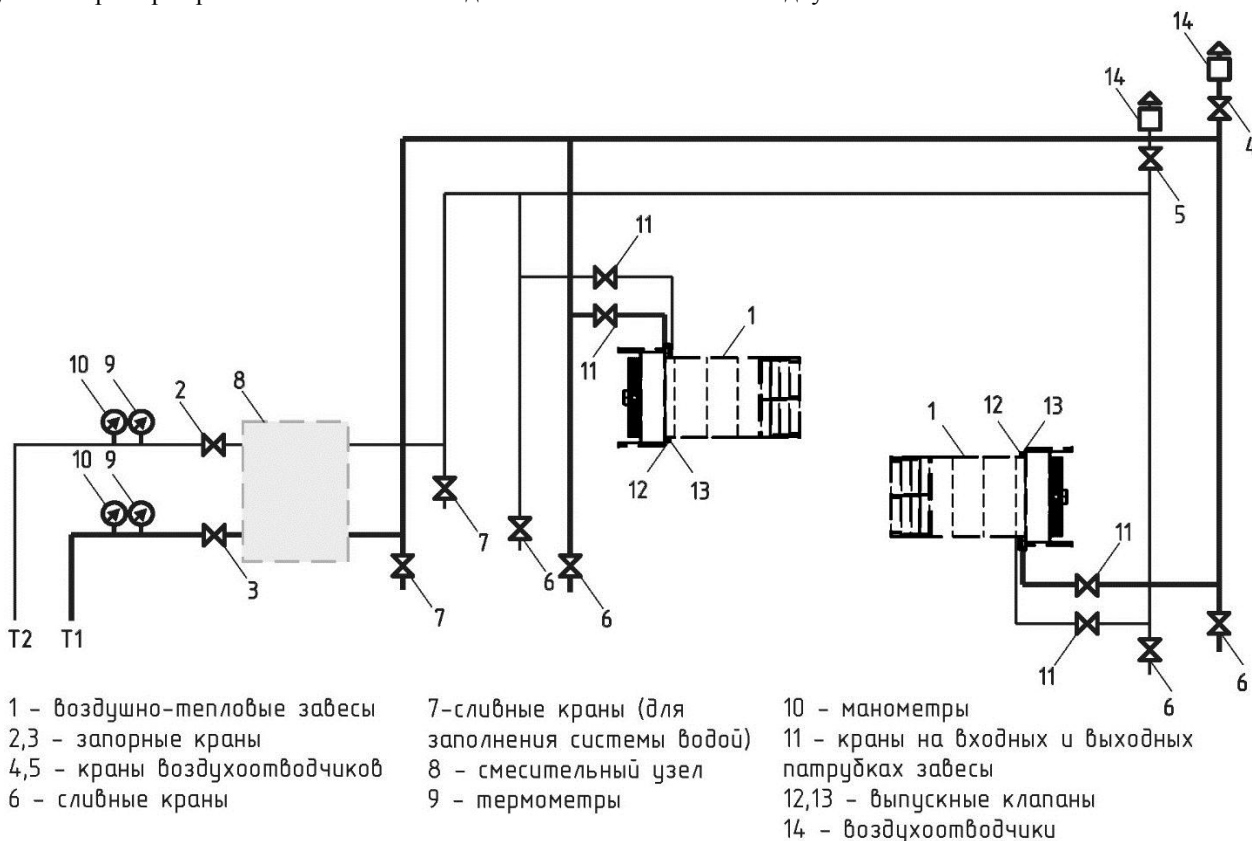 14
14
4
5
11
11
1
10 9
2
8
12
13
1
12
13
10 9
7
3
7
6
6
11
11
6
6
T2 T1
1 - воздушно-тепловые завесы
2,3 - запорные краны
4,5 - краны воздухоотводчиков
6 - сливные краны
7-сливные краны (для
заполнения системы водой)
8 - смесительный узел
9 - термометры
10 - манометры
11 - краны на входных и выходных
патрубках завесы
12,13 - выпускные клапаны
14 - воздухоотводчики